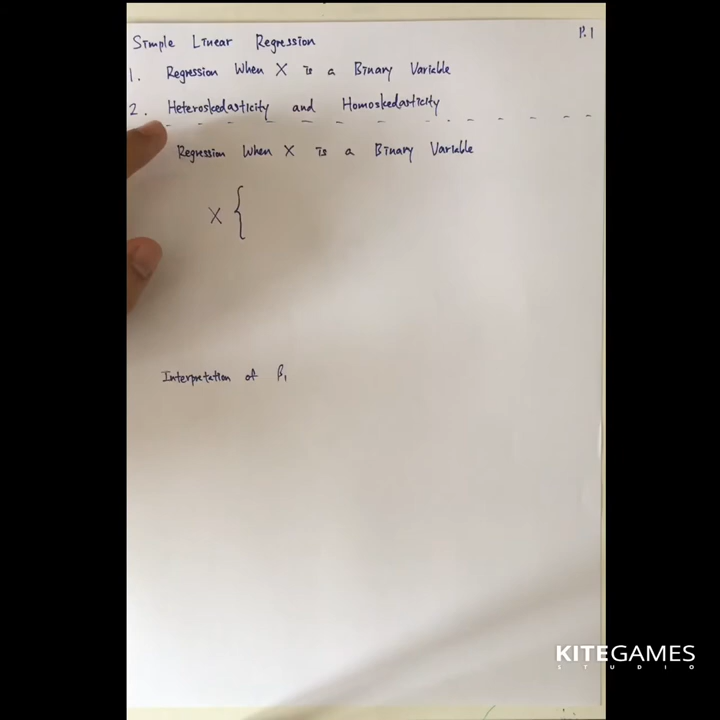 P.1
Simple Linear Regression
1. Regression When X is a Binary Variable
2. Heteroskedasticity and Homoskedasticity
Regression When X is a Binary Variable
X {
Interpretation of β₁
KITEGAMES
STUDIO